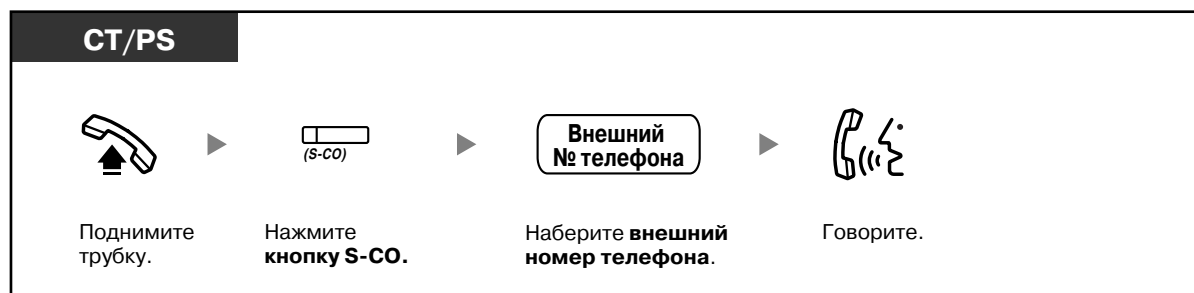 CT/PS
(S-CO)
Внешний
№ телефона
Поднимите
трубку.
Нажмите
кнопку S-CO.
Наберите внешний
номер телефона.
Говорите.